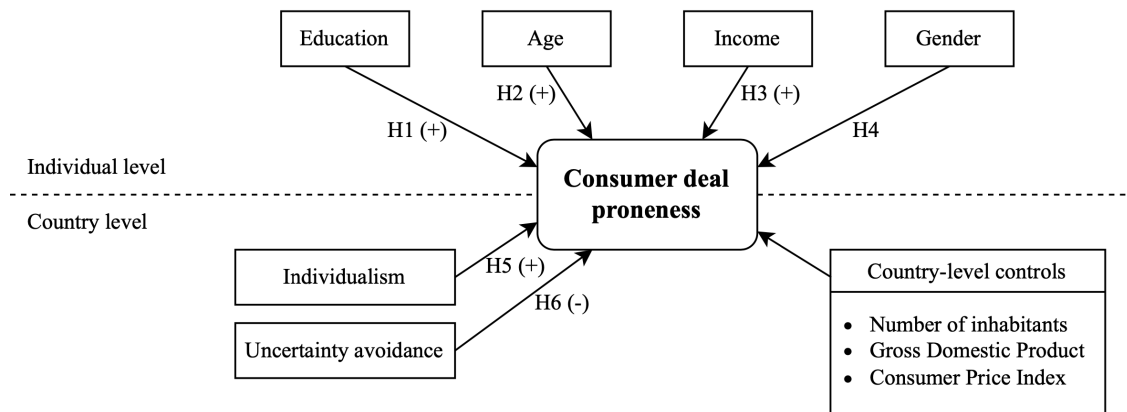 Education
Age
Income
Gender
H1 (+)
H2 (+)
H3 (+)
H4
Individual level
Consumer deal
proneness
Country level
Individualism
H5 (+)
Uncertainty avoidance
H6 (-)
Country-level controls
• Number of inhabitants
• Gross Domestic Product
• Consumer Price Index